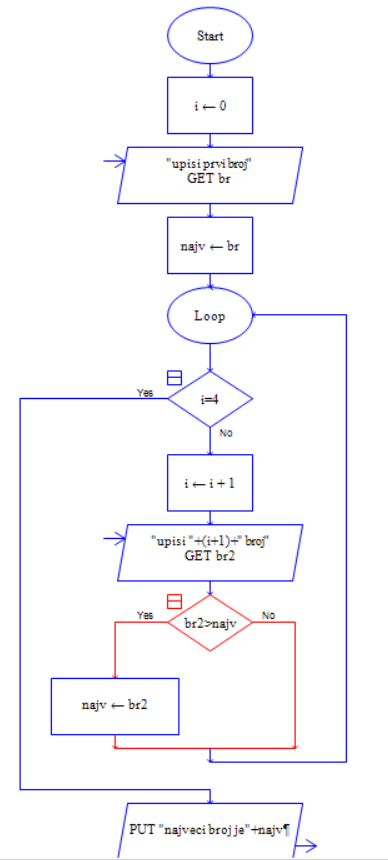 Start
i ← 0
"upisi prvi broj"
GET br
najv ← br
Loop
Yes
i=4
No
i ← i + 1
"upisi "+(i+1)+" broj"
GET br2
Yes
No
br2>najv
najv ← br2
PUT "najveci broj je"+najv¶